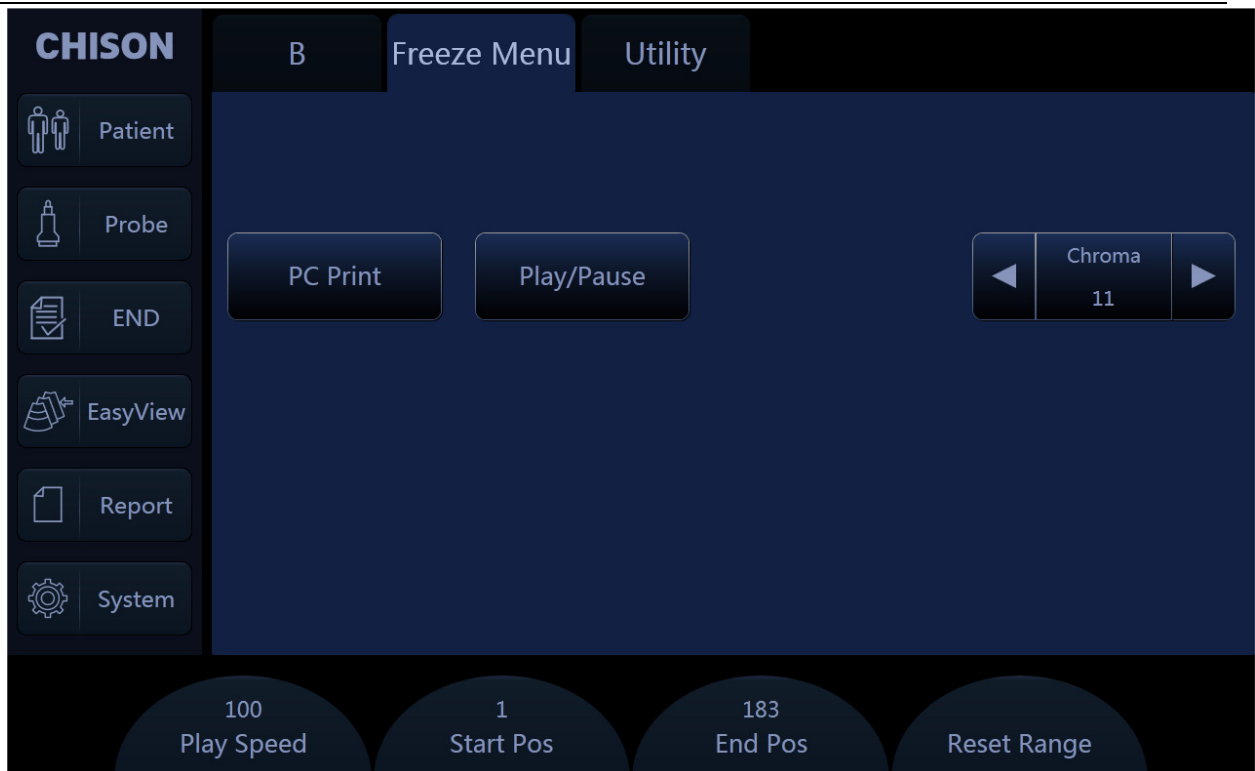 CHISON
B
Freeze Menu
Utility
Patient
Probe
END
EasyView
Report
System
PC Print
Play/Pause
Chroma
11
100
Play Speed
1
Start Pos
183
End Pos
Reset Range